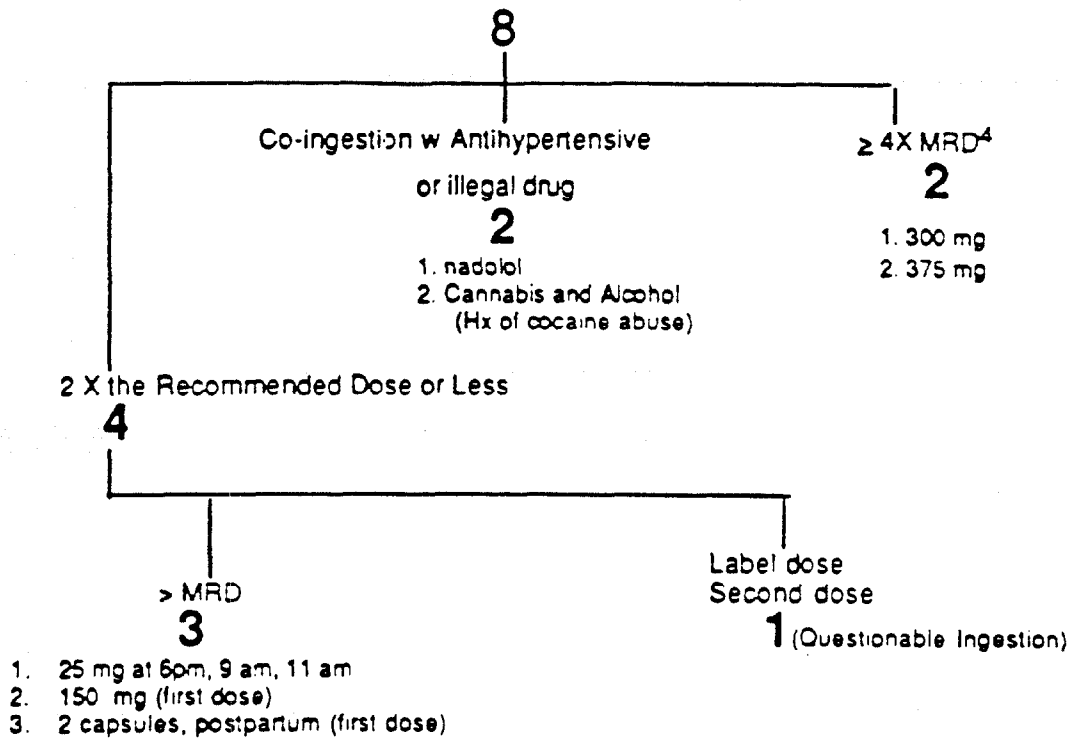 8
Co-ingestion w Antihypertensive
or illegal drug
2
1. nadolol
2. Cannabis and Alcohol
(Hx of cocaine abuse)
≥ 4X MRD4
2
1. 300 mg
2. 375 mg
2 X the Recommended Dose or Less
4
> MRD
3
1. 25 mg at 6pm, 9 am, 11 am
2. 150 mg (first dose)
3. 2 capsules, postpartum (first dose)
Label dose
Second dose
1 (Questionable Ingestion)